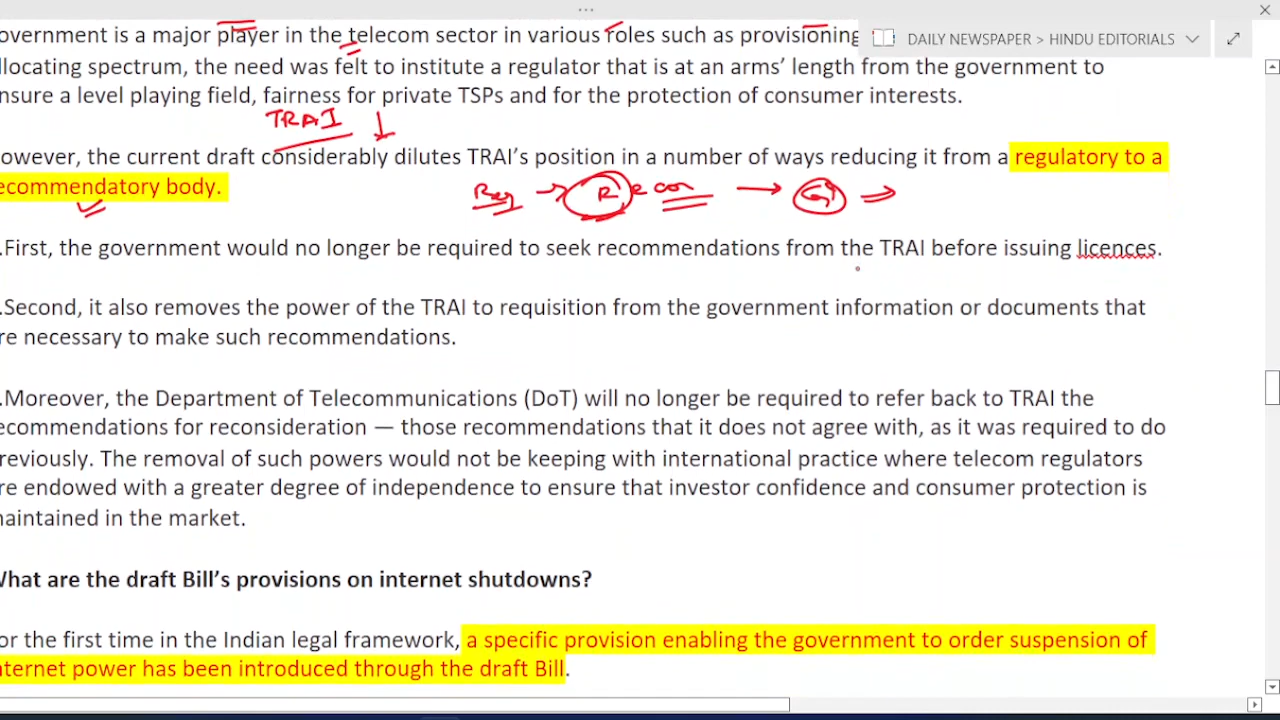 overnment is a major player in the telecom sector in various roles such as provisioning
DAILY NEWSPAPER > HINDU EDITORIALS
llocating spectrum, the need was felt to institute a regulator that is at an arms’ length from the government to
nsure a level playing field, fairness for private TSPs and for the protection of consumer interests.
TRAI
owever, the current draft considerably dilutes TRAI’s position in a number of ways reducing it from a regulatory to a
ecommendatory body.
Reg Recom Gov
.First, the government would no longer be required to seek recommendations from the TRAI before issuing licences.
.Second, it also removes the power of the TRAI to requisition from the government information or documents that
re necessary to make such recommendations.
.Moreover, the Department of Telecommunications (DoT) will no longer be required to refer back to TRAI the
ecommendations for reconsideration — those recommendations that it does not agree with, as it was required to do
reviously. The removal of such powers would not be keeping with international practice where telecom regulators
re endowed with a greater degree of independence to ensure that investor confidence and consumer protection is
naintained in the market.
What are the draft Bill’s provisions on internet shutdowns?
or the first time in the Indian legal framework, a specific provision enabling the government to order suspension of
nternet power has been introduced through the draft Bill.